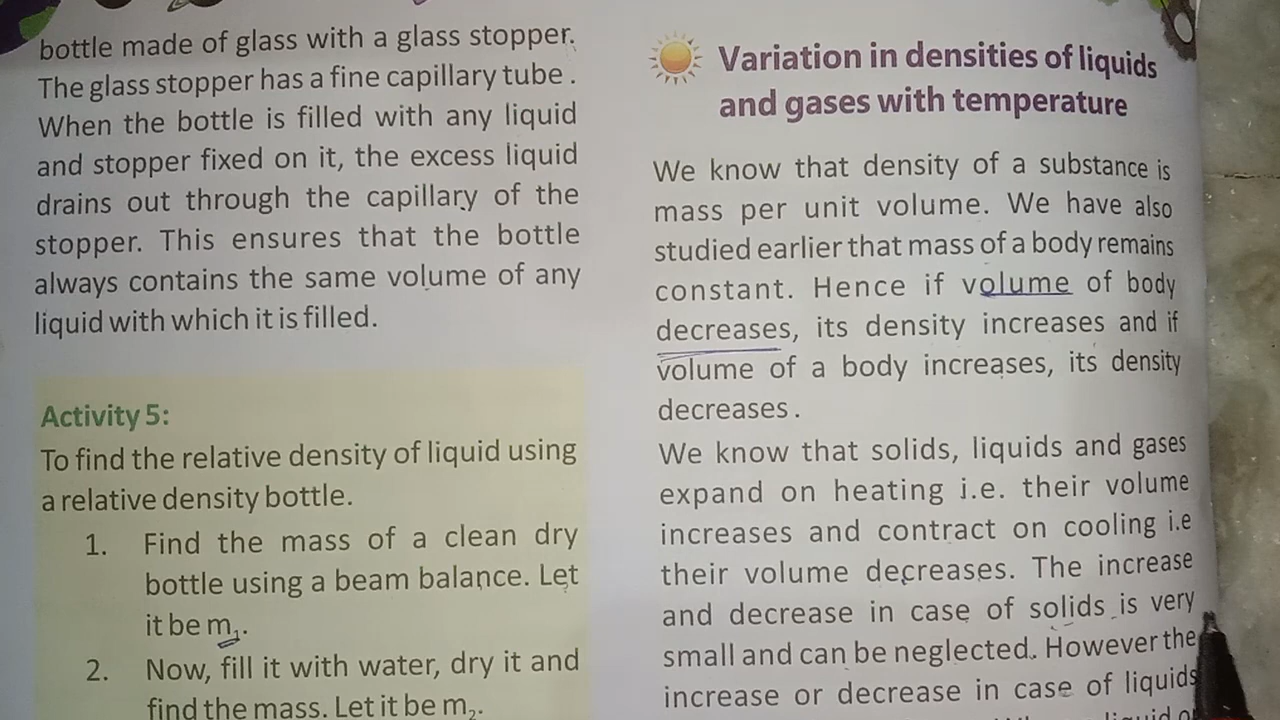 bottle made of glass with a glass stopper.
The glass stopper has a fine capillary tube .
When the bottle is filled with any liquid
and stopper fixed on it, the excess liquid
drains out through the capillary of the
stopper. This ensures that the bottle
always contains the same volume of any
liquid with which it is filled.
Activity 5:
To find the relative density of liquid using
a relative density bottle.
1. Find the mass of a clean dry
bottle using a beam balance. Let
it be m₁.
2. Now, fill it with water, dry it and
find the mass. Let it be m₂.
Variation in densities of liquids
and gases with temperature
We know that density of a substance is
mass per unit volume. We have also
studied earlier that mass of a body remains
constant. Hence if volume of body
decreases, its density increases and if
volume of a body increases, its density
decreases .
We know that solids, liquids and gases
expand on heating i.e. their volume
increases and contract on cooling i.e
their volume decreases. The increase
and decrease in case of solids is very
small and can be neglected. However the
increase or decrease in case of liquids
liquid or